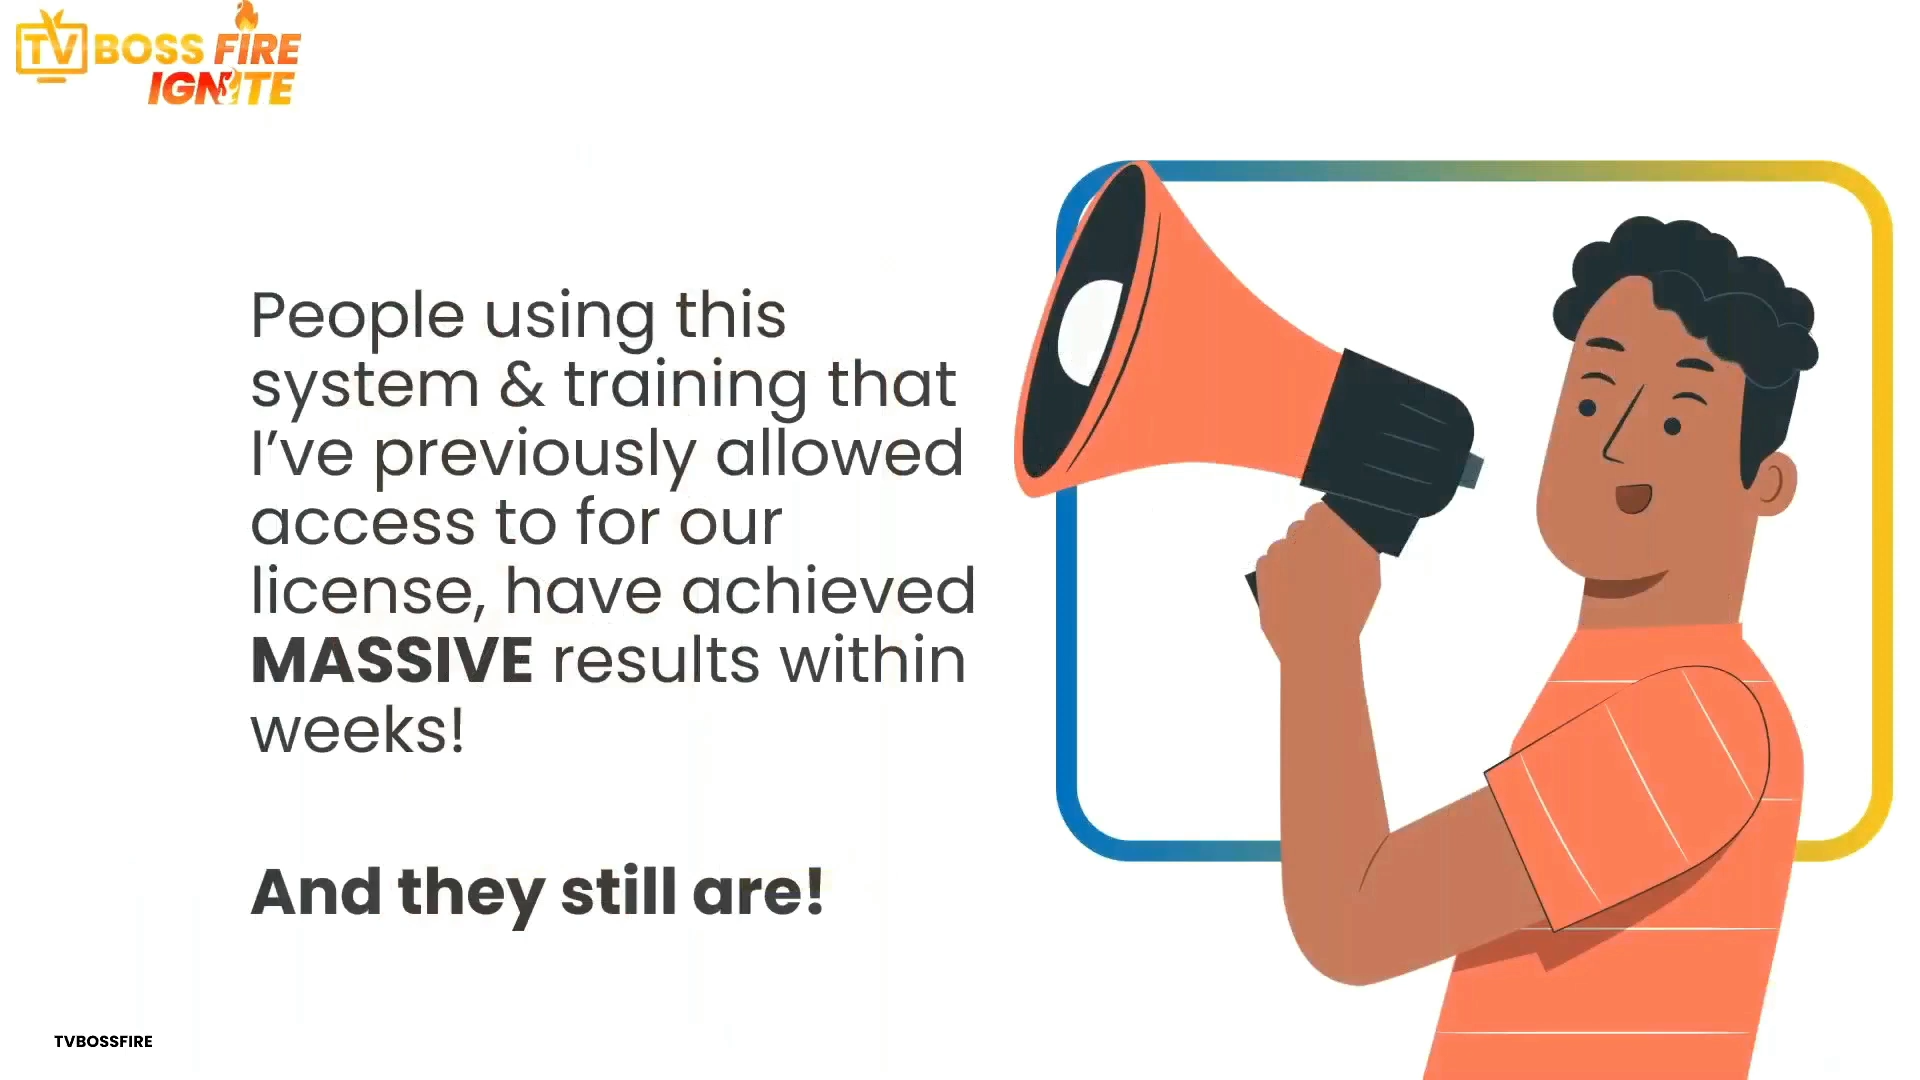 TV BOSS FIRE
IGNITE
People using this
system & training that
I’ve previously allowed
access to for our
license, have achieved
MASSIVE results within
weeks!
And they still are!
TVBOSSFIRE